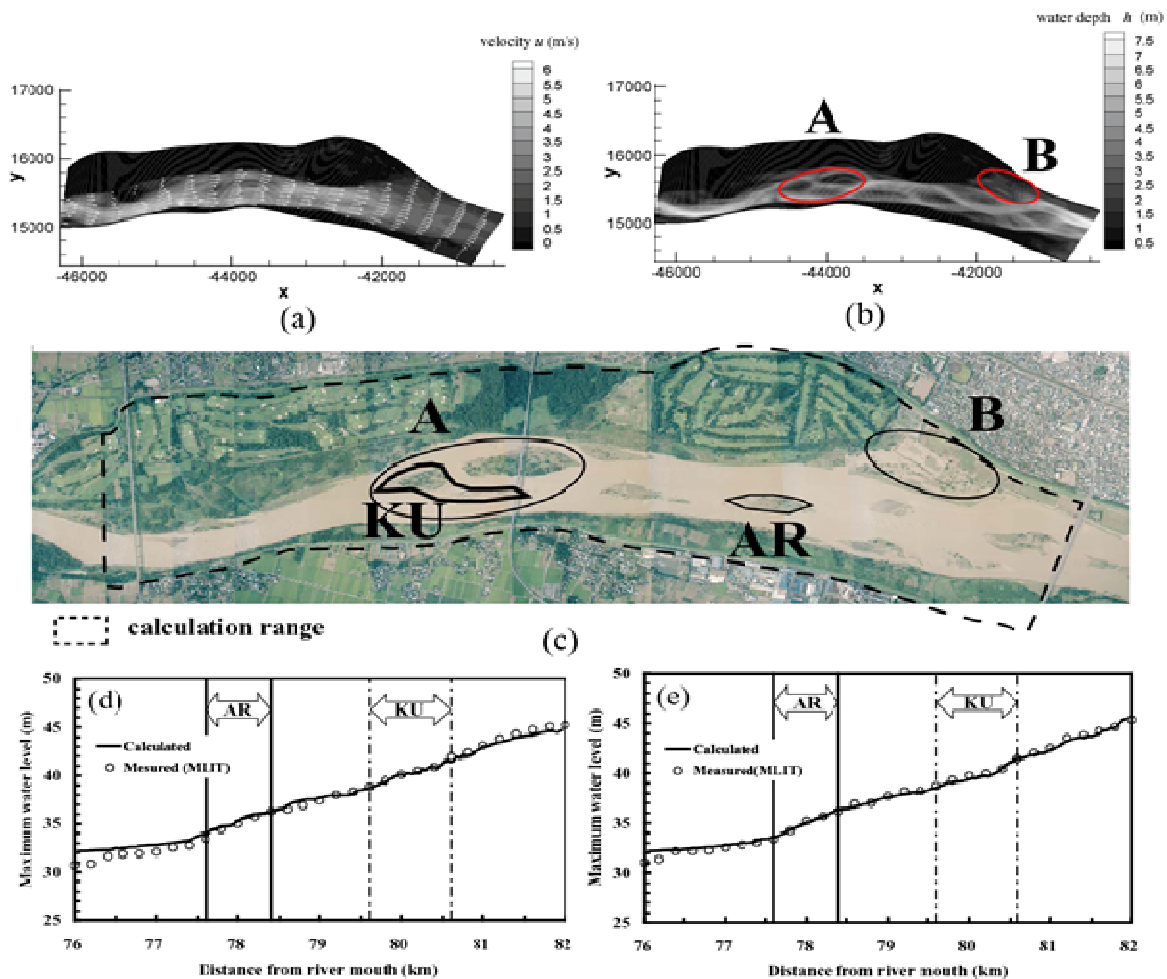 velocity u (m/s)
17000
16000
15000
y
-46000
-44000
-42000
x
6
5.5
5
4.5
4
3.5
3
2.5
2
1.5
1
0.5
0
(a)
water depth h (m)
17000
16000
15000
y
-46000
-44000
-42000
x
A
B
7.5
7
6.5
6
5.5
5
4.5
4
3.5
3
2.5
2
1.5
1
0.5
(b)
A
B
KU
AR
calculation range
(c)
(d)
Maximum water level (m)
50
45
40
35
30
25
AR
KU
Calculated
Mesured (MLIT)
76 77 78 79 80 81 82
Distance from river mouth (km)
(e)
Maximum water level (m)
50
45
40
35
30
25
AR
KU
Calculated
Measured(MLIT)
76 77 78 79 80 81 82
Distance from river mouth (km)